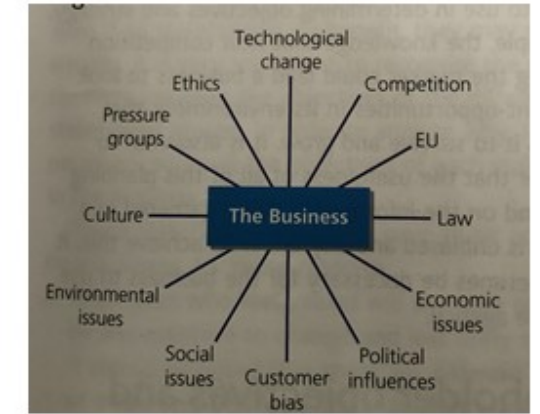 Technological
change
Ethics
Competition
Pressure
groups
EU
Culture
The Business
Law
Environmental
issues
Economic
issues
Social
issues
Customer
bias
Political
influences